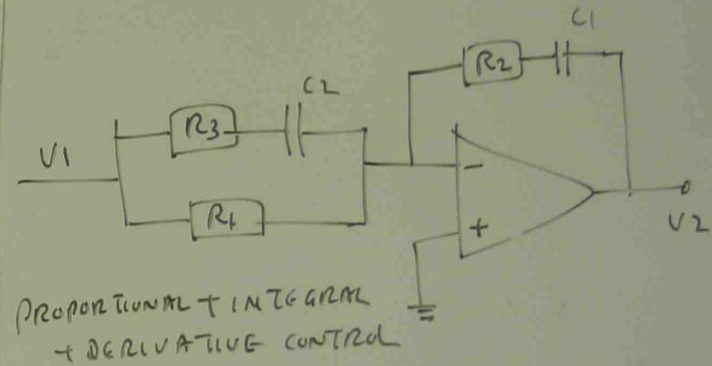 C1
R2
C2
R3
V1
R1
-
+
V2
PROPORTIONAL + INTEGRAL
+ DERIVATIVE CONTROL